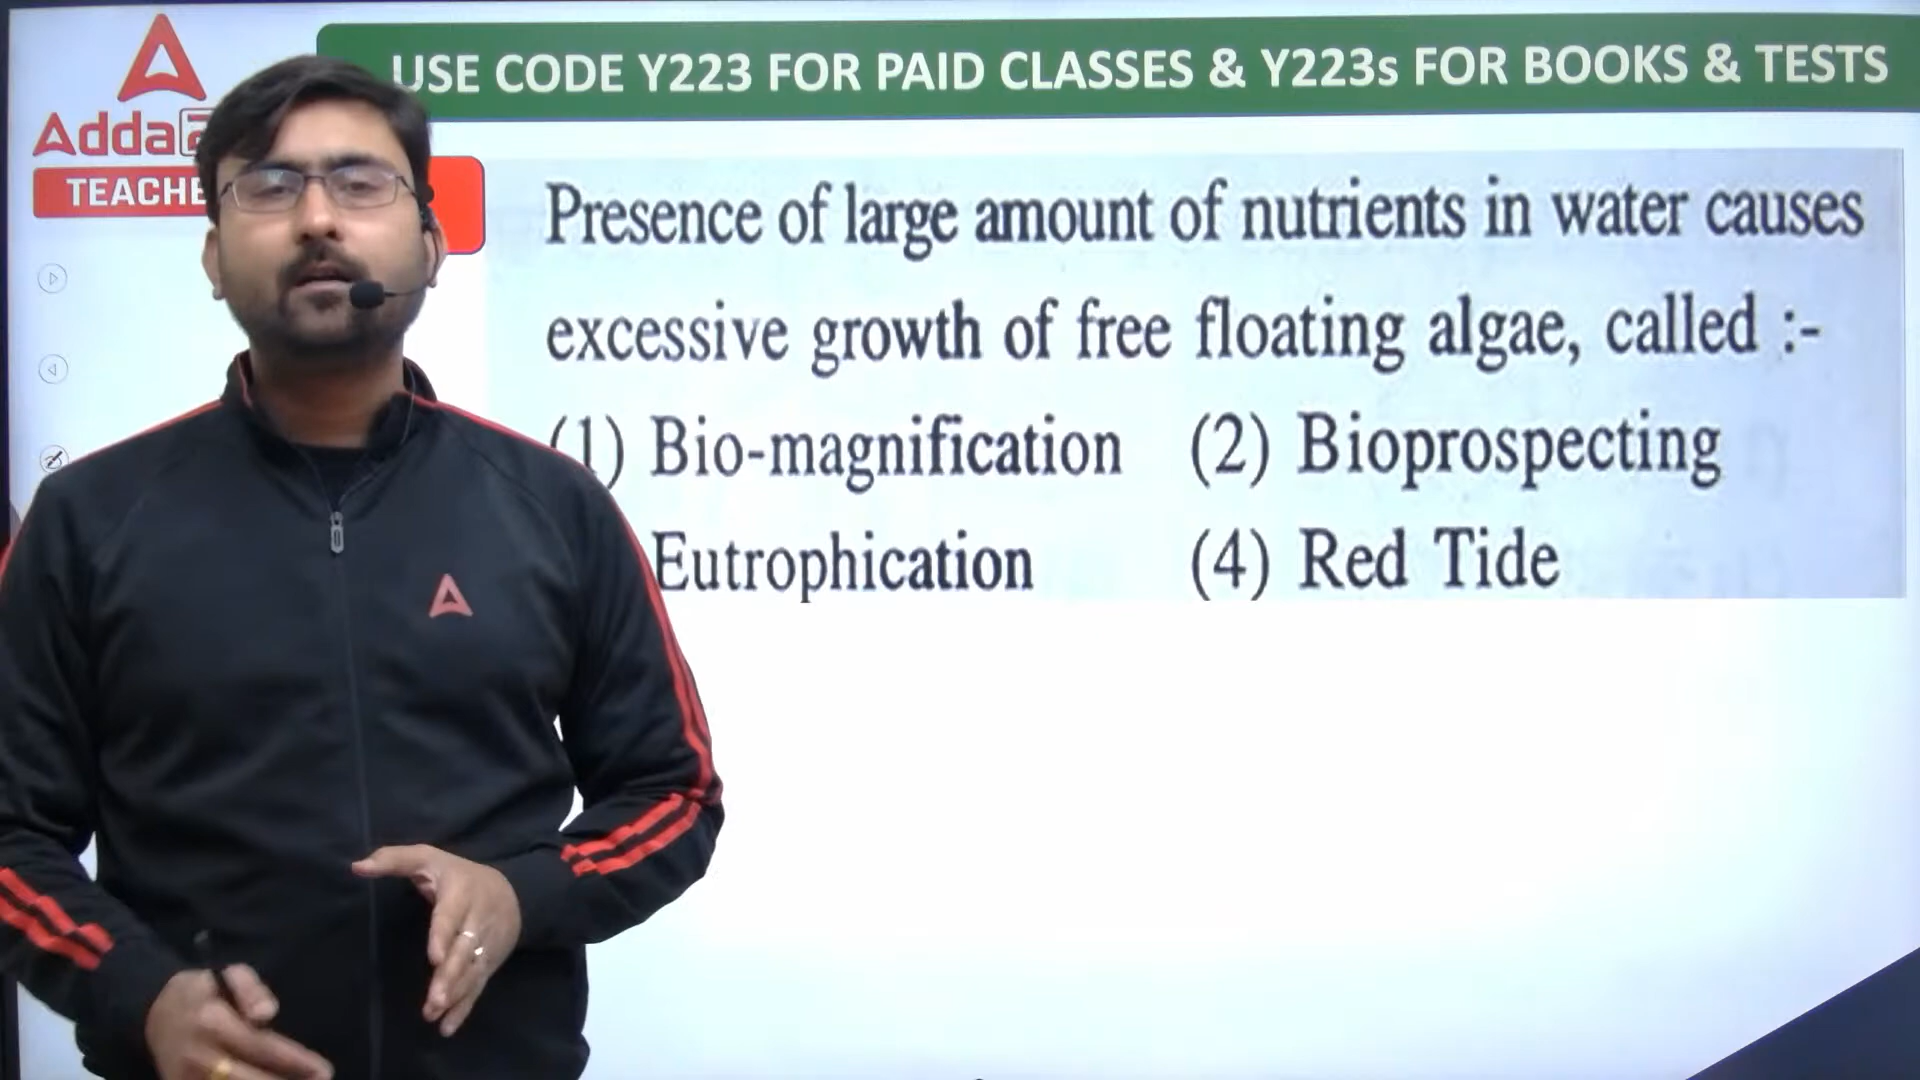 USE CODE Y223 FOR PAID CLASSES & Y223s FOR BOOKS & TESTS
Adda
TEACHE
Presence of large amount of nutrients in water causes
excessive growth of free floating algae, called :-
(1) Bio-magnification (2) Bioprospecting
Eutrophication (4) Red Tide